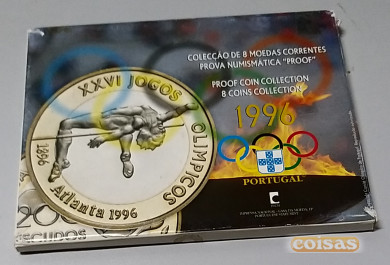 COLECÇÃO DE 8 MOEDAS CORRENTES
PROVA NUMISMÁTICA "PROOF"
PROOF COIN COLLECTION
8 COINS COLLECTION
1996
PORTUGAL
XXVI JOGOS OLÍMPICOS
1896
1996
Atlanta 1996
ESCUDOS
coisas